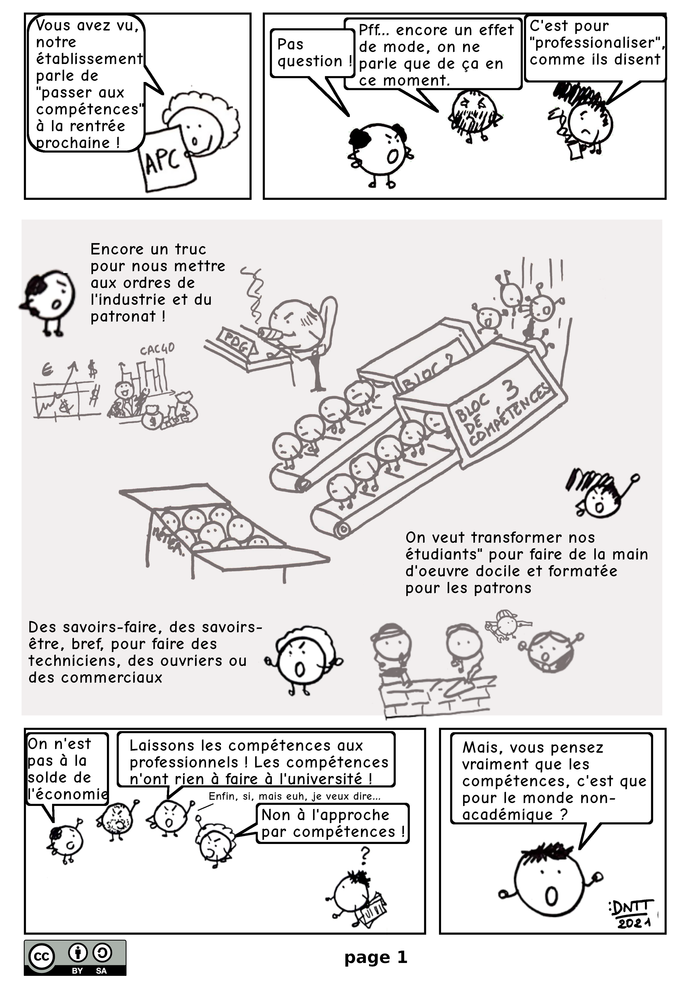 Vous avez vu,
notre
établissement
parle de
"passer aux
compétences"
à la rentrée
prochaine !
APC
Pas
question !
Pff... encore un effet
de mode, on ne
parle que de ça en
ce moment.
C'est pour
"professionaliser",
comme ils disent
Encore un truc
pour nous mettre
aux ordres de
l'industrie et du
patronat !
PDG
CAC40
€ $
$
€
BLOC 2
BLOC 3
DE
COMPÉTENCES
On veut transformer nos
étudiants" pour faire de la main
d'oeuvre docile et formatée
pour les patrons
Des savoirs-faire, des savoirs-
être, bref, pour faire des
techniciens, des ouvriers ou
des commerciaux
On n'est
pas à la
solde de
l'économie
Laissons les compétences aux
professionnels ! Les compétences
n'ont rien à faire à l'université !
Enfin, si, mais euh, je veux dire...
Non à l'approche
par compétences !
?
Mais, vous pensez
vraiment que les
compétences, c'est que
pour le monde non-
académique ?
:DNTT
2021
cc BY SA
page 1